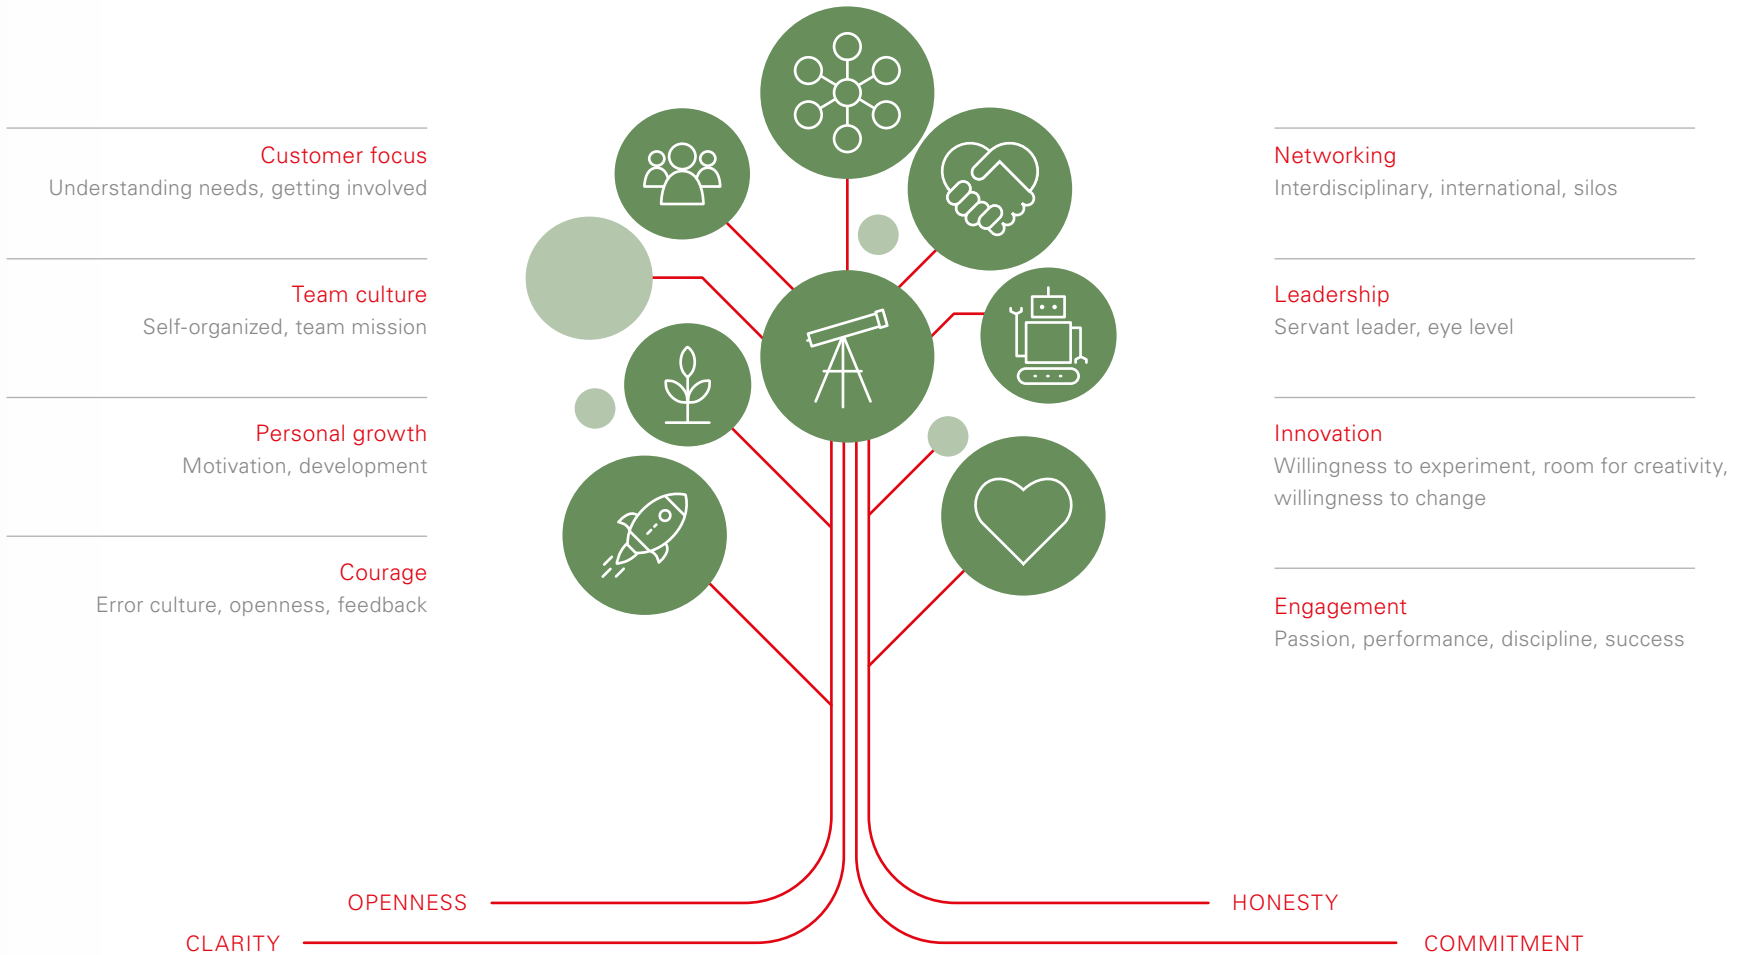 Customer focus
Understanding needs, getting involved
Team culture
Self-organized, team mission
Personal growth
Motivation, development
Courage
Error culture, openness, feedback
Networking
Interdisciplinary, international, silos
Leadership
Servant leader, eye level
Innovation
Willingness to experiment, room for creativity,
willingness to change
Engagement
Passion, performance, discipline, success
OPENNESS
CLARITY
HONESTY
COMMITMENT